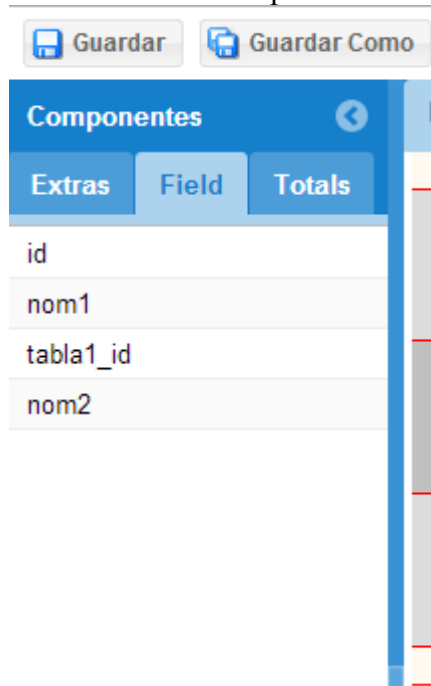 Guardar Guardar Como
Componentes
Extras Field Totals
id
nom1
tabla1_id
nom2